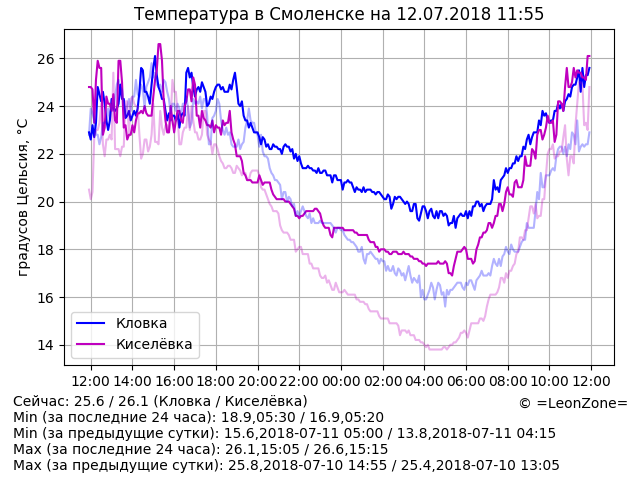 Температура в Смоленске на 12.07.2018 11:55
градусов Цельсия, °C
26
24
22
20
18
16
14
Кловка
Киселёвка
12:00 14:00 16:00 18:00 20:00 22:00 00:00 02:00 04:00 06:00 08:00 10:00 12:00
Сейчас: 25.6 / 26.1 (Кловка / Киселёвка)
© =LeonZone=
Min (за последние 24 часа): 18.9,05:30 / 16.9,05:20
Min (за предыдущие сутки): 15.6,2018-07-11 05:00 / 13.8,2018-07-11 04:15
Max (за последние 24 часа): 26.1,15:05 / 26.6,15:15
Max (за предыдущие сутки): 25.8,2018-07-10 14:55 / 25.4,2018-07-10 13:05